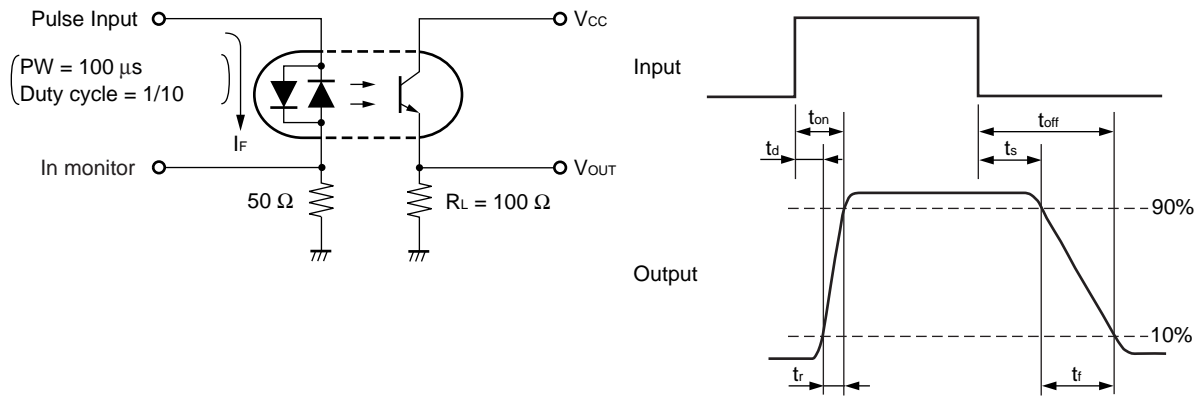 Pulse Input
VCC
PW = 100 μs
Duty cycle = 1/10
IF
In monitor
VOUT
50 Ω
RL = 100 Ω
Input
ton
toff
td
ts
90%
Output
10%
tr
tf